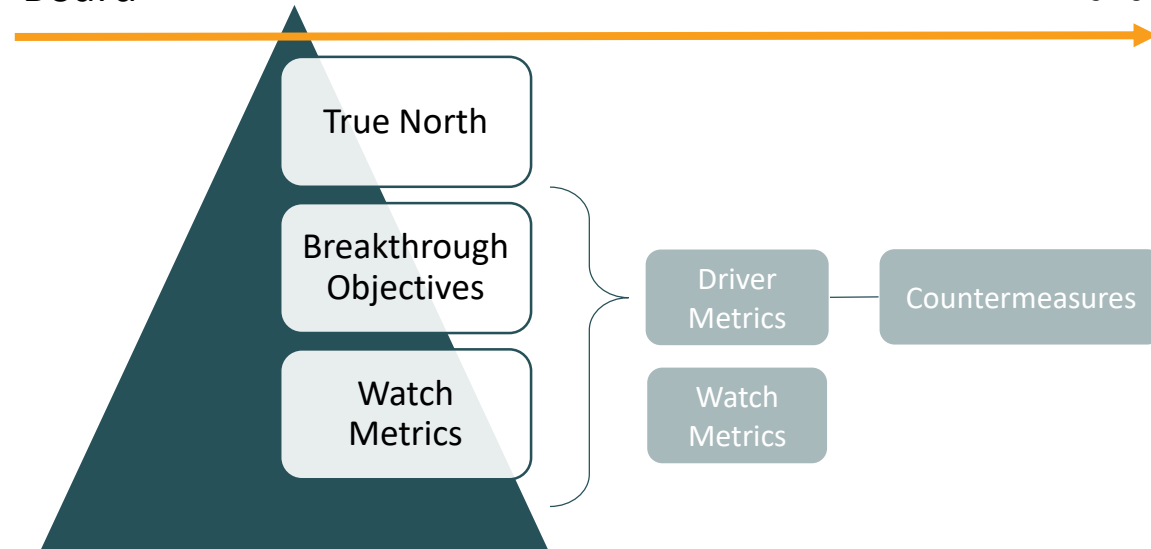 True North
Breakthrough
Objectives
Watch
Metrics
Driver
Metrics
Countermeasures
Watch
Metrics